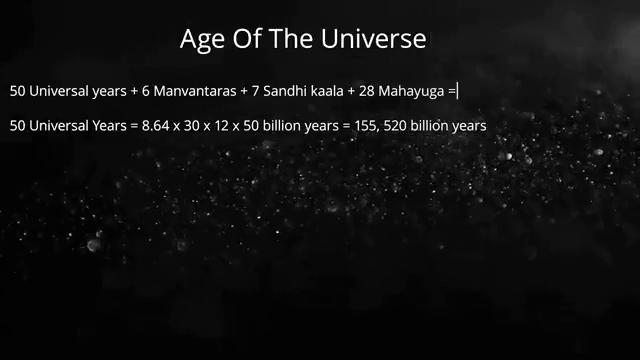 Age Of The Universe
50 Universal years + 6 Manvantaras + 7 Sandhi kaala + 28 Mahayuga =
50 Universal Years = 8.64 x 30 x 12 x 50 billion years = 155, 520 billion years